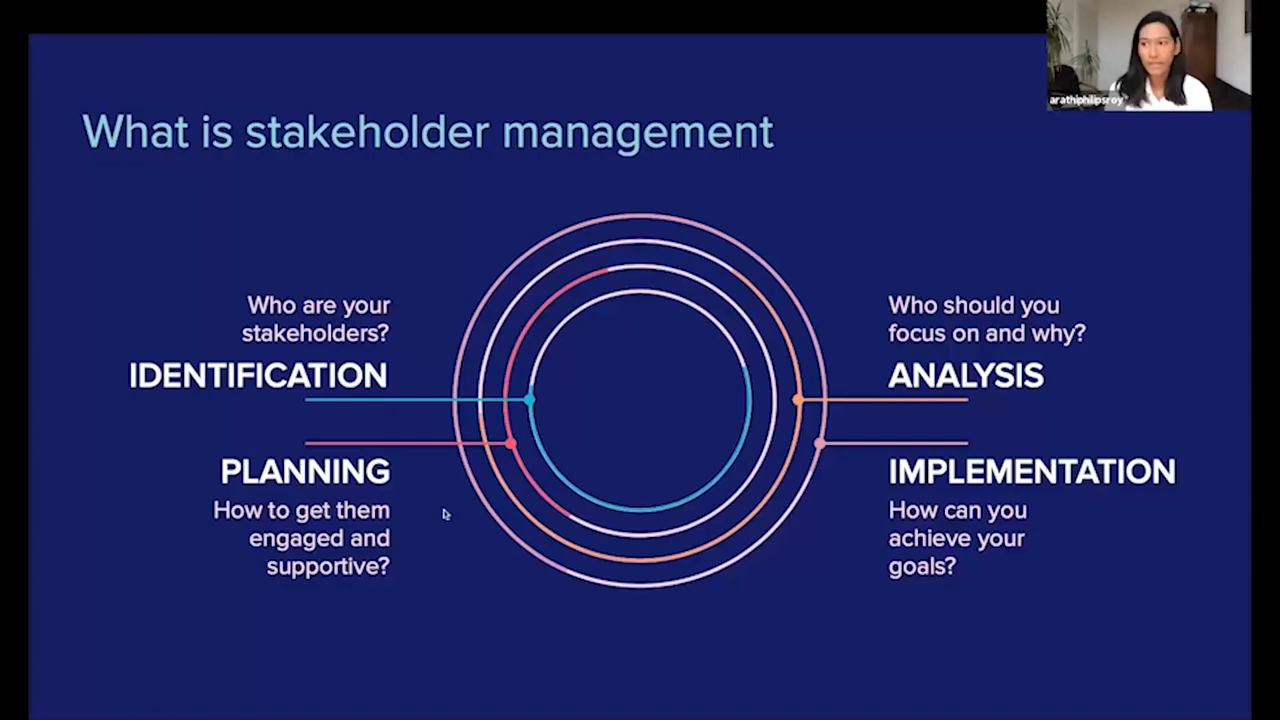 arathiphilipsroy
What is stakeholder management
Who are your
stakeholders?
IDENTIFICATION
Who should you
focus on and why?
ANALYSIS
PLANNING
How to get them
engaged and
supportive?
IMPLEMENTATION
How can you
achieve your
goals?